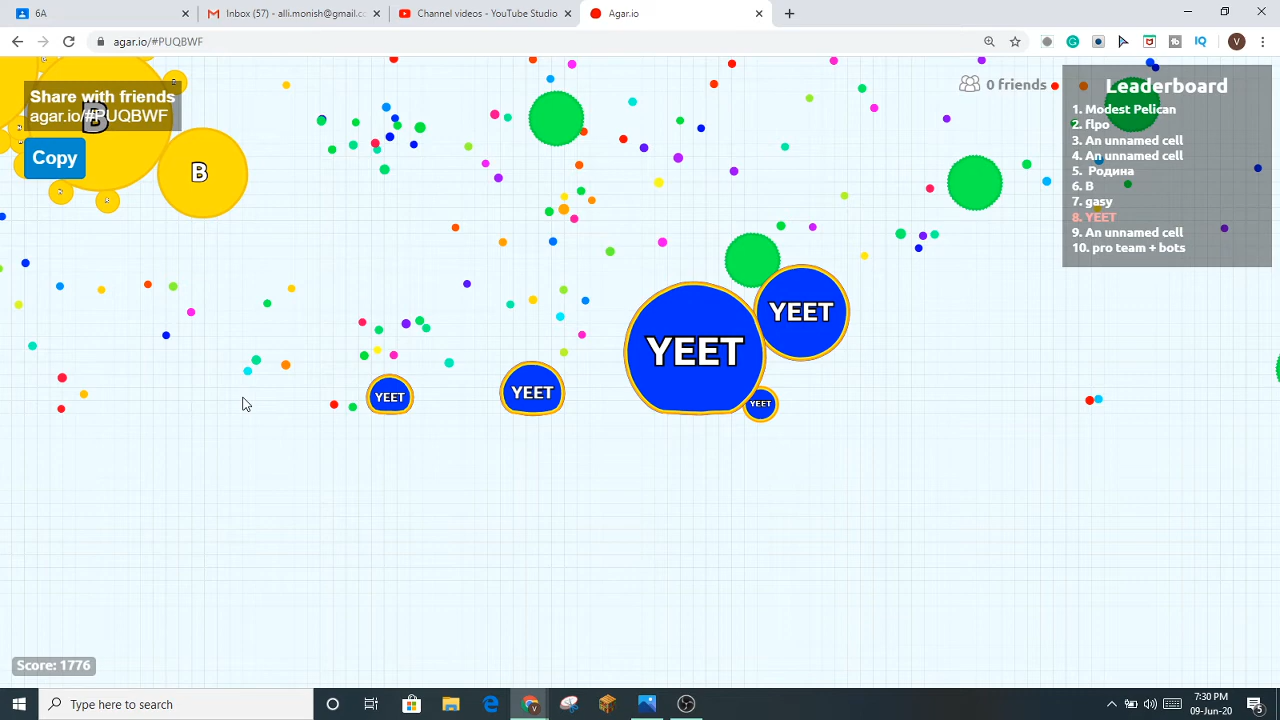 6A
Inbox (57) - alli.monish@gmail.c
Channel videos - YouTube Studio
Agar.io
agar.io/#PUQBWF
Share with friends
agar.io/#PUQBWF
Copy
B
B
0 friends
Leaderboard
1. Modest Pelican
2. flpo
3. An unnamed cell
4. An unnamed cell
5. Родина
6. B
7. gasy
8. YEET
9. An unnamed cell
10. pro team + bots
YEET
YEET
YEET
YEET
YEET
Score: 1776
Type here to search
7:30 PM
09-Jun-20